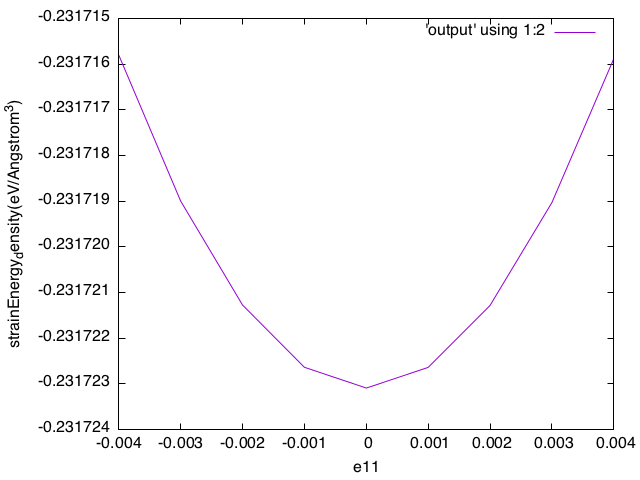 -0.231715
'output' using 1:2
-0.231716
-0.231717
-0.231718
-0.231719
-0.231720
-0.231721
-0.231722
-0.231723
-0.231724
strainEnergy_density(eV/Angstrom^3)
-0.004 -0.003 -0.002 -0.001 0 0.001 0.002 0.003 0.004
e11